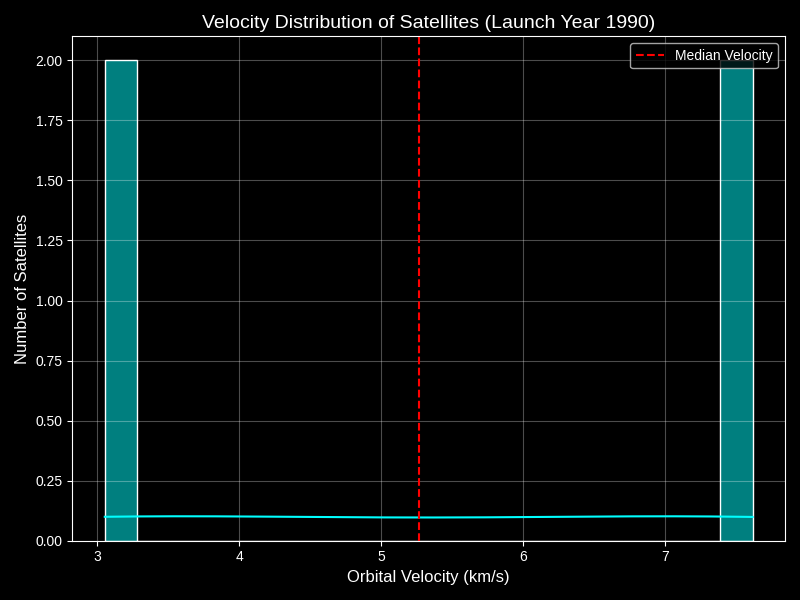 Velocity Distribution of Satellites (Launch Year 1990)
Median Velocity
Number of Satellites
2.00
1.75
1.50
1.25
1.00
0.75
0.50
0.25
0.00
3 4 5 6 7
Orbital Velocity (km/s)